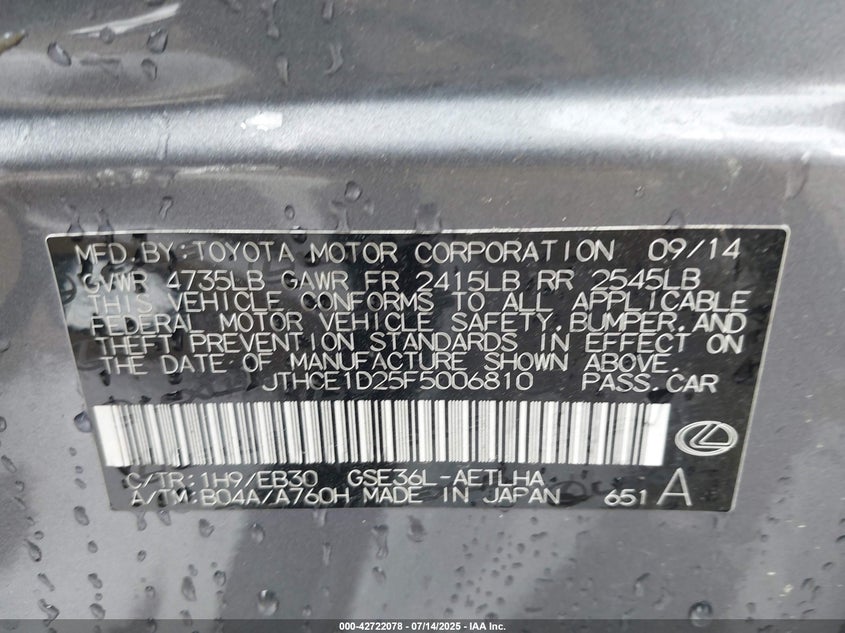 MFD.BY:TOYOTA MOTOR CORPORATION 09/14
GVWR 4735LB GAWR FR 2415LB RR 2545LB
THIS VEHICLE CONFORMS TO ALL APPLICABLE
FEDERAL MOTOR VEHICLE SAFETY,BUMPER,AND
THEFT PREVENTION STANDARDS IN EFFECT ON
THE DATE OF MANUFACTURE SHOWN ABOVE.
JTHCE1D25F5006810 PASS.CAR
C/TR:1H9/EB30 GSE36L-AETLHA
A/TM:B04A/A760H MADE IN JAPAN 651 A
000-42722078 - 07/14/2025 - IAA Inc.